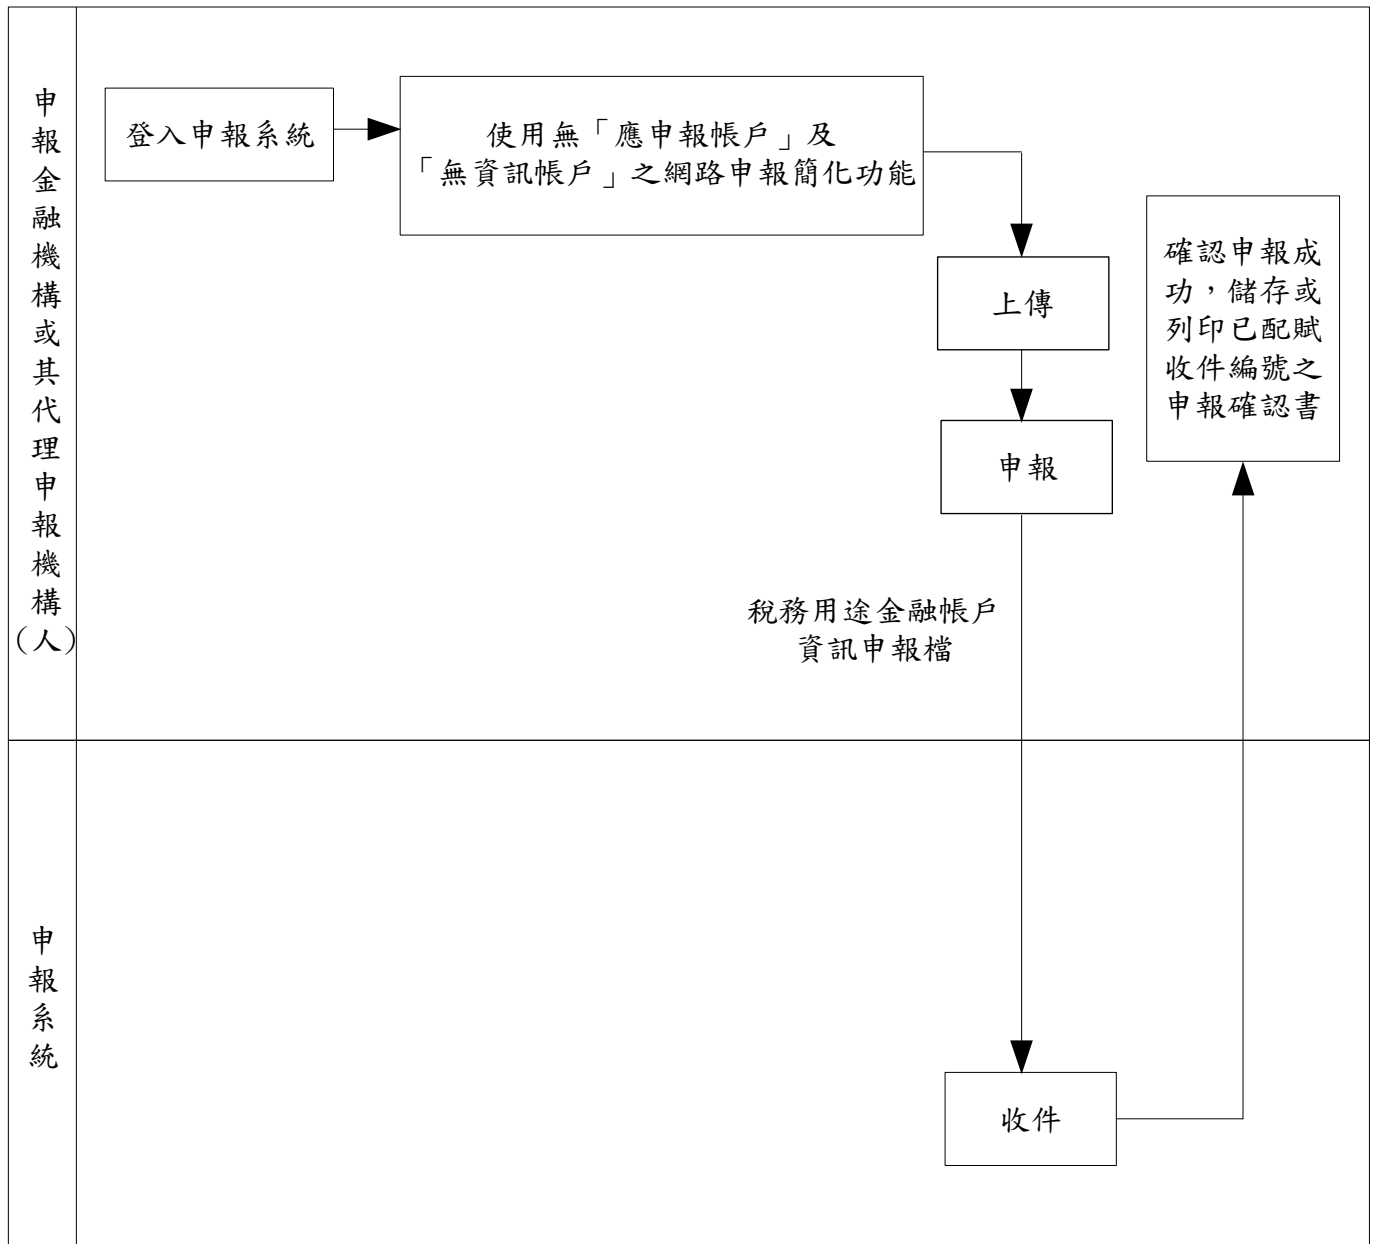 申報金融機構或其代理申報機構(人)
登入申報系統
使用無「應申報帳戶」及
「無資訊帳戶」之網路申報簡化功能
上傳
申報
稅務用途金融帳戶
資訊申報檔
確認申報成
功，儲存或
列印已配賦
收件編號之
申報確認書
申報系統
收件